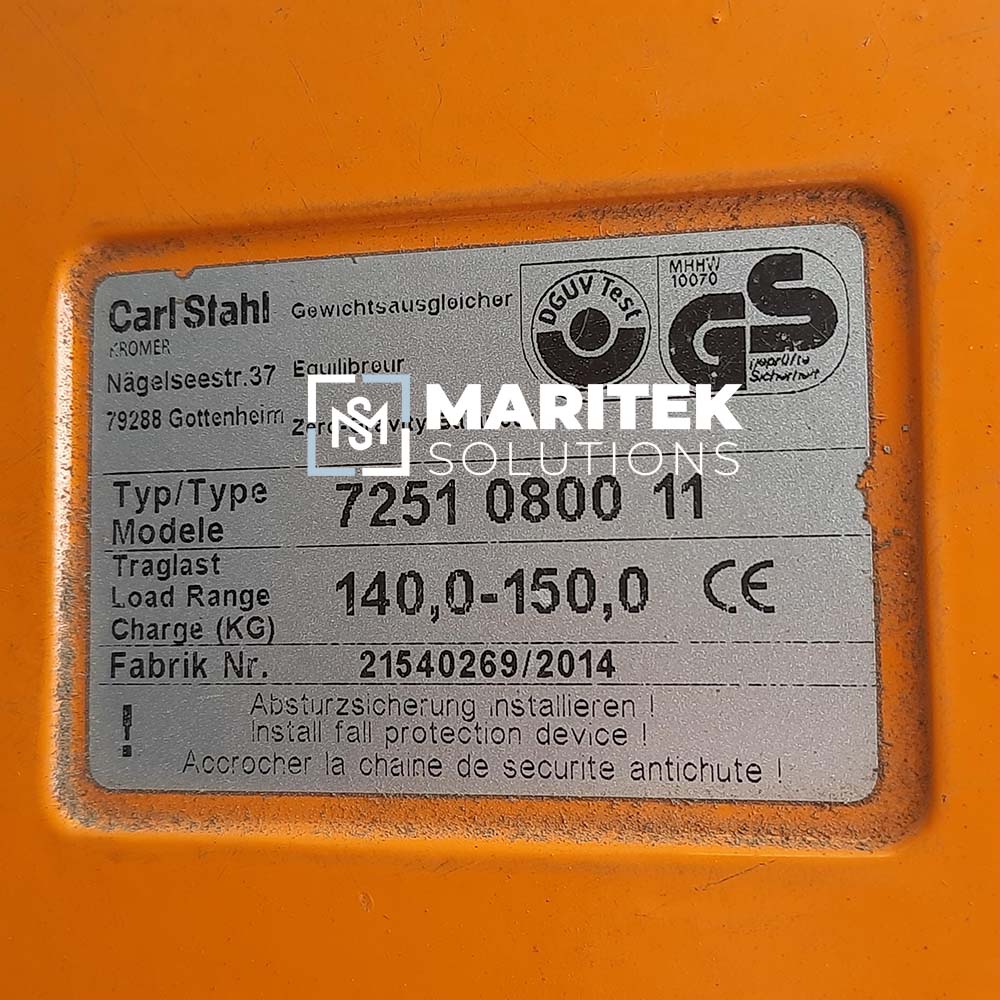 Carl Stahl
KROMER
Nägelseestr.37
79288 Gottenheim
Gewichtsausgleicher
Equilibreur
DGUV Test
MHHW
10070
GS
geprüfte
Sicherheit
MS MARITEK
SOLUTIONS
Typ/Type
Modele
7251 0800 11
Traglast
Load Range
Charge (KG)
140,0-150,0
CE
Fabrik Nr.
21540269/2014
!
Absturzsicherung installieren !
Install fall protection device !
Accrocher la chaine de securite antichute !